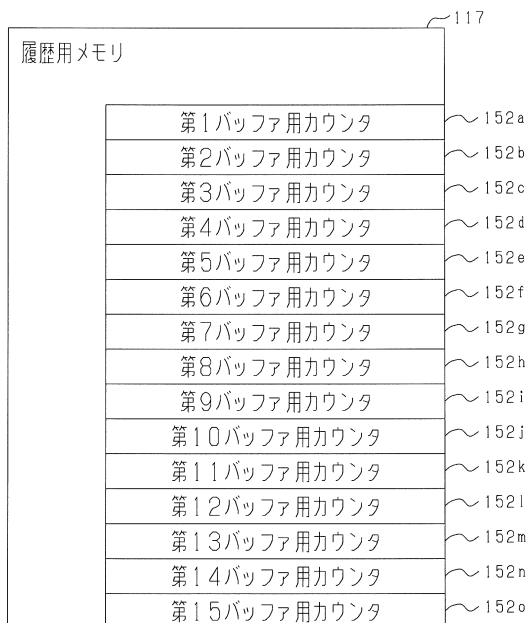 117
履歴用メモリ
第1バッファ用カウンタ 152a
第2バッファ用カウンタ 152b
第3バッファ用カウンタ 152c
第4バッファ用カウンタ 152d
第5バッファ用カウンタ 152e
第6バッファ用カウンタ 152f
第7バッファ用カウンタ 152g
第8バッファ用カウンタ 152h
第9バッファ用カウンタ 152i
第10バッファ用カウンタ 152j
第11バッファ用カウンタ 152k
第12バッファ用カウンタ 152l
第13バッファ用カウンタ 152m
第14バッファ用カウンタ 152n
第15バッファ用カウンタ 152o